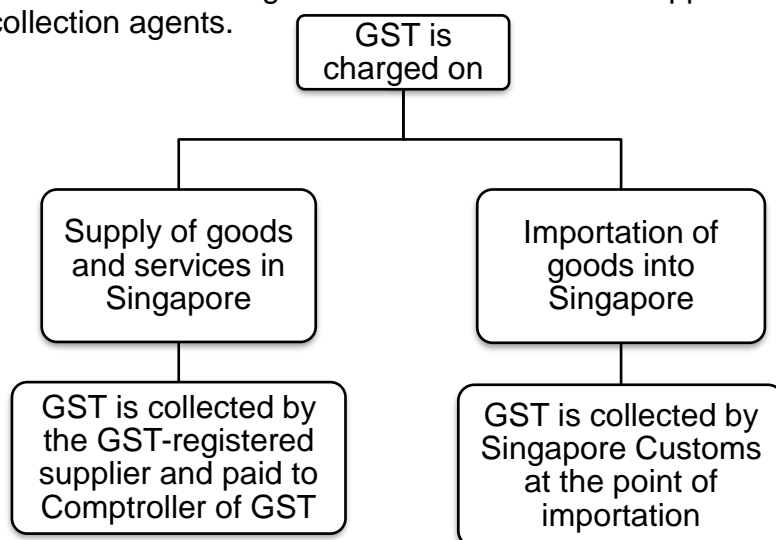 collection agents.
GST is
charged on
Supply of goods
and services in
Singapore
Importation of
goods into
Singapore
GST is collected by
the GST-registered
supplier and paid to
Comptroller of GST
GST is collected by
Singapore Customs
at the point of
importation